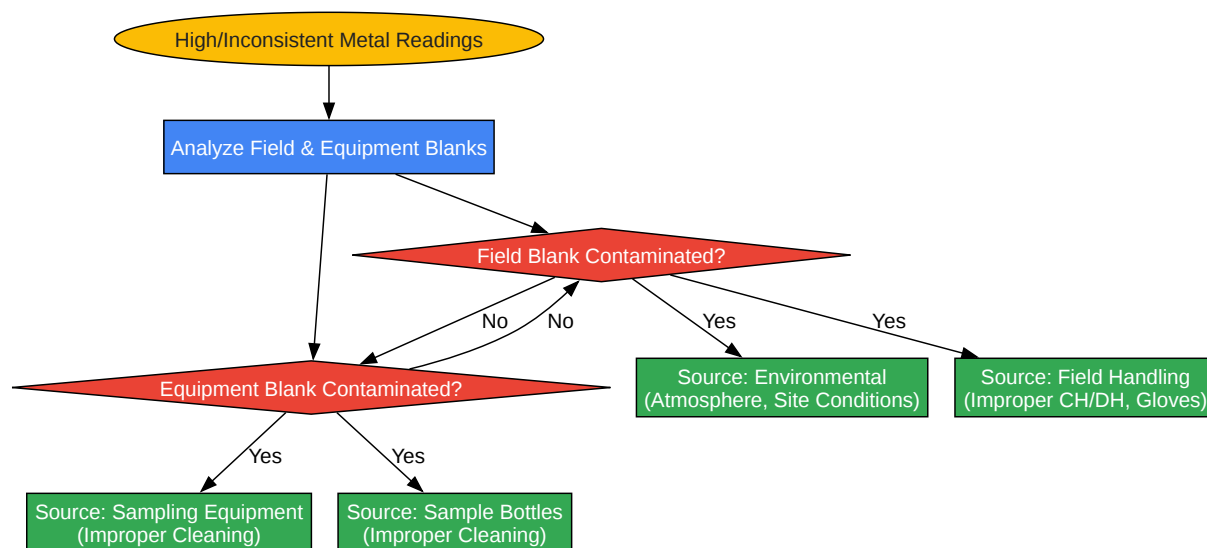 High/Inconsistent Metal Readings
Analyze Field & Equipment Blanks
Field Blank Contaminated?
No
No
Yes
Yes
Equipment Blank Contaminated?
Source: Environmental
(Atmosphere, Site Conditions)
Source: Field Handling
(Improper CH/DH, Gloves)
Yes
Yes
Source: Sampling Equipment
(Improper Cleaning)
Source: Sample Bottles
(Improper Cleaning)